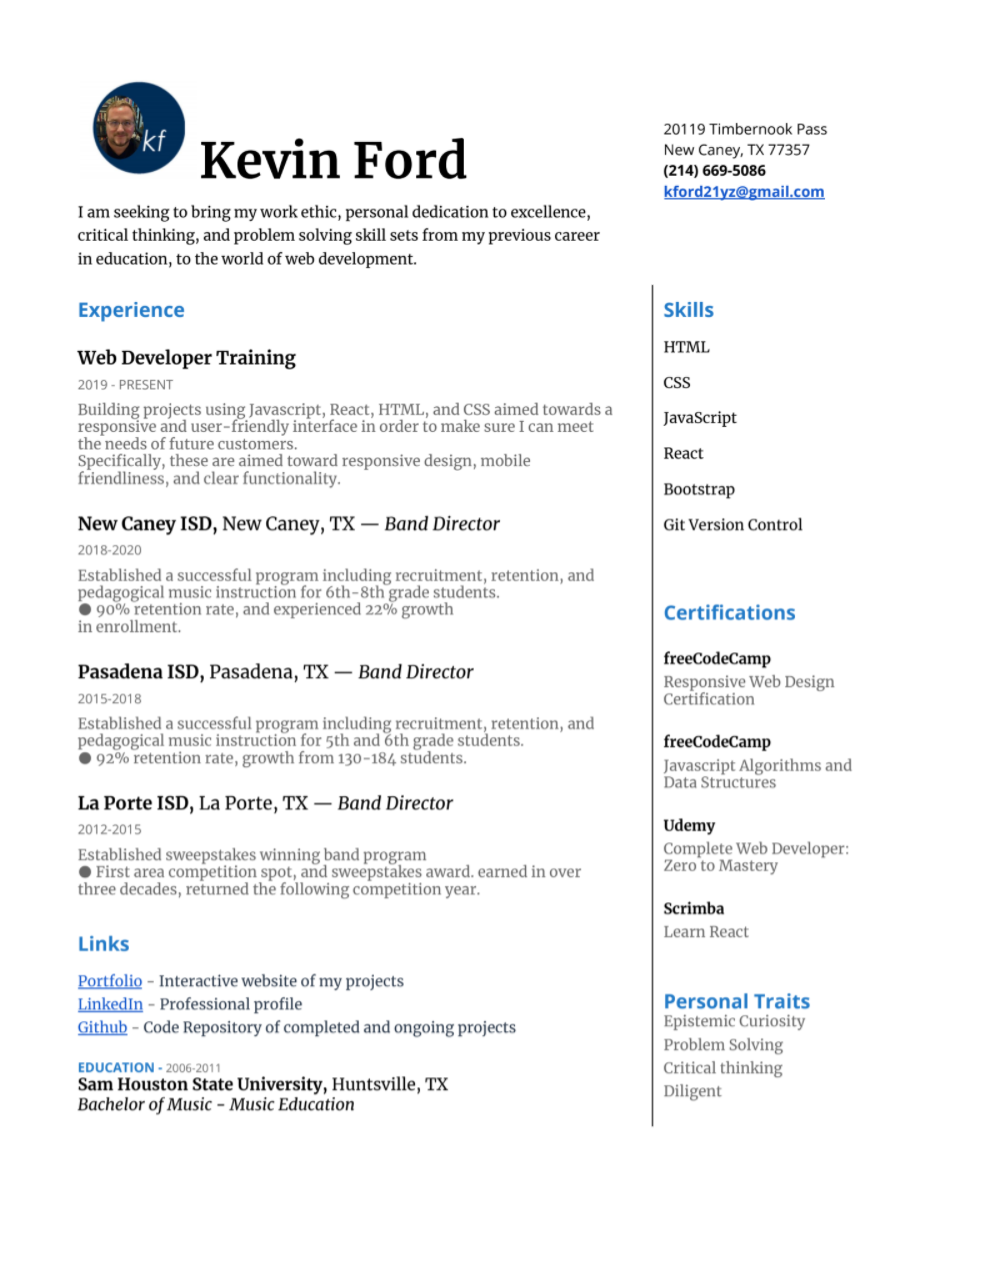 kf
Kevin Ford
20119 Timbernook Pass
New Caney, TX 77357
(214) 669-5086
kford21yz@gmail.com
I am seeking to bring my work ethic, personal dedication to excellence,
critical thinking, and problem solving skill sets from my previous career
in education, to the world of web development.
Experience
Web Developer Training
2019 - PRESENT
Building projects using Javascript, React, HTML, and CSS aimed towards a
responsive and user-friendly interface in order to make sure I can meet
the needs of future customers.
Specifically, these are aimed toward responsive design, mobile
friendliness, and clear functionality.
New Caney ISD, New Caney, TX — Band Director
2018-2020
Established a successful program including recruitment, retention, and
pedagogical music instruction for 6th-8th grade students.
● 90% retention rate, and experienced 22% growth
in enrollment.
Pasadena ISD, Pasadena, TX — Band Director
2015-2018
Established a successful program including recruitment, retention, and
pedagogical music instruction for 5th and 6th grade students.
● 92% retention rate, growth from 130-184 students.
La Porte ISD, La Porte, TX — Band Director
2012-2015
Established sweepstakes winning band program
● First area competition spot, and sweepstakes award. earned in over
three decades, returned the following competition year.
Links
Portfolio - Interactive website of my projects
LinkedIn - Professional profile
Github - Code Repository of completed and ongoing projects
EDUCATION - 2006-2011
Sam Houston State University, Huntsville, TX
Bachelor of Music - Music Education
Skills
HTML
CSS
JavaScript
React
Bootstrap
Git Version Control
Certifications
freeCodeCamp
Responsive Web Design
Certification
freeCodeCamp
Javascript Algorithms and
Data Structures
Udemy
Complete Web Developer:
Zero to Mastery
Scrimba
Learn React
Personal Traits
Epistemic Curiosity
Problem Solving
Critical thinking
Diligent